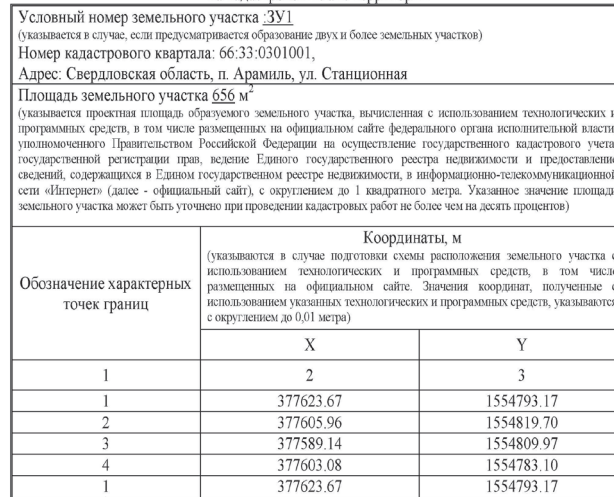 Условный номер земельного участка :ЗУ1
(указывается в случае, если предусматривается образование двух и более земельных участков)
Номер кадастрового квартала: 66:33:0301001,
Адрес: Свердловская область, п. Арамиль, ул. Станционная
Площадь земельного участка 656 м²
(указывается проектная площадь образуемого земельного участка, вычисленная с использованием технологических и
программных средств, в том числе размещенных на официальном сайте федерального органа исполнительной власти,
уполномоченного Правительством Российской Федерации на осуществление государственного кадастрового учета,
государственной регистрации прав, ведение Единого государственного реестра недвижимости и предоставление
сведений, содержащихся в Едином государственном реестре недвижимости, в информационно-телекоммуникационной
сети «Интернет» (далее - официальный сайт), с округлением до 1 квадратного метра. Указанное значение площади
земельного участка может быть уточнено при проведении кадастровых работ не более чем на десять процентов)
Обозначение характерных
точек границ
Координаты, м
(указываются в случае подготовки схемы расположения земельного участка с
использованием технологических и программных средств, в том числе
размещенных на официальном сайте. Значения координат, полученные с
использованием указанных технологических и программных средств, указываются
с округлением до 0,01 метра)
X Y
1 2 3
1 377623.67 1554793.17
2 377605.96 1554819.70
3 377589.14 1554809.97
4 377603.08 1554783.10
1 377623.67 1554793.17